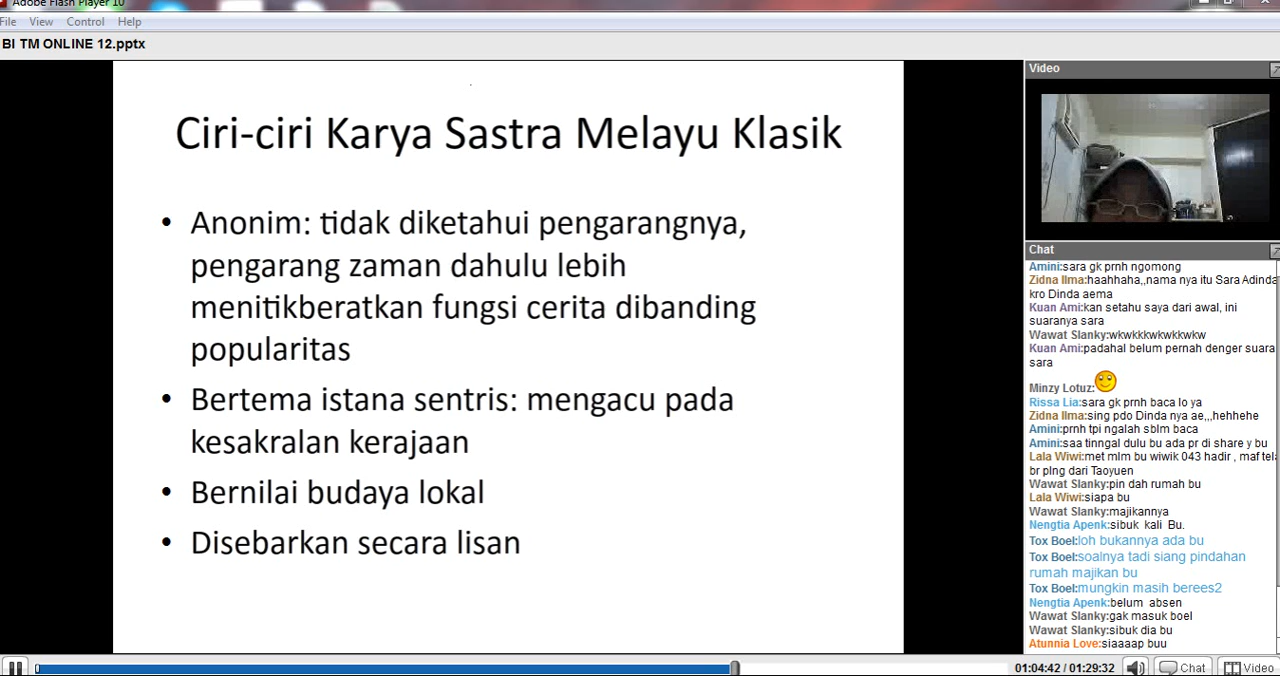 Adobe Flash Player 10
File View Control Help
BI TM ONLINE 12.pptx
Ciri-ciri Karya Sastra Melayu Klasik
• Anonim: tidak diketahui pengarangnya,
pengarang zaman dahulu lebih
menitikberatkan fungsi cerita dibanding
popularitas
• Bertema istana sentris: mengacu pada
kesakralan kerajaan
• Bernilai budaya lokal
• Disebarkan secara lisan
Video
Chat
Amini:sara gk prnh ngomong
Zidna Ilma:haahhaha,,nama nya itu Sara Adinda
kro Dinda aema
Kuan Ami:kan setahu saya dari awal, ini
suaranya sara
Wawat Slanky:wkwkkkwkwkkwkw
Kuan Ami:padahal belum pernah denger suara
sara
Minzy Lotuz:
Rissa Lia:sara gk prnh baca lo ya
Zidna Ilma:sing pdo Dinda nya ae,,,hehhehe
Amini:prnh tpi ngalah sblm baca
Amini:saa tinngal dulu bu ada pr di share y bu
Lala Wiwi:met mlm bu wiwik 043 hadir , maf tela
br plng dari Taoyuen
Wawat Slanky:pin dah rumah bu
Lala Wiwi:siapa bu
Wawat Slanky:majikannya
Nengtia Apenk:sibuk kali Bu.
Tox Boel:loh bukannya ada bu
Tox Boel:soalnya tadi siang pindahan
rumah majikan bu
Tox Boel:mungkin masih berees2
Nengtia Apenk:belum absen
Wawat Slanky:gak masuk boel
Wawat Slanky:sibuk dia bu
Atunnia Love:siaaaap buu
01:04:42 / 01:29:32 Chat Video